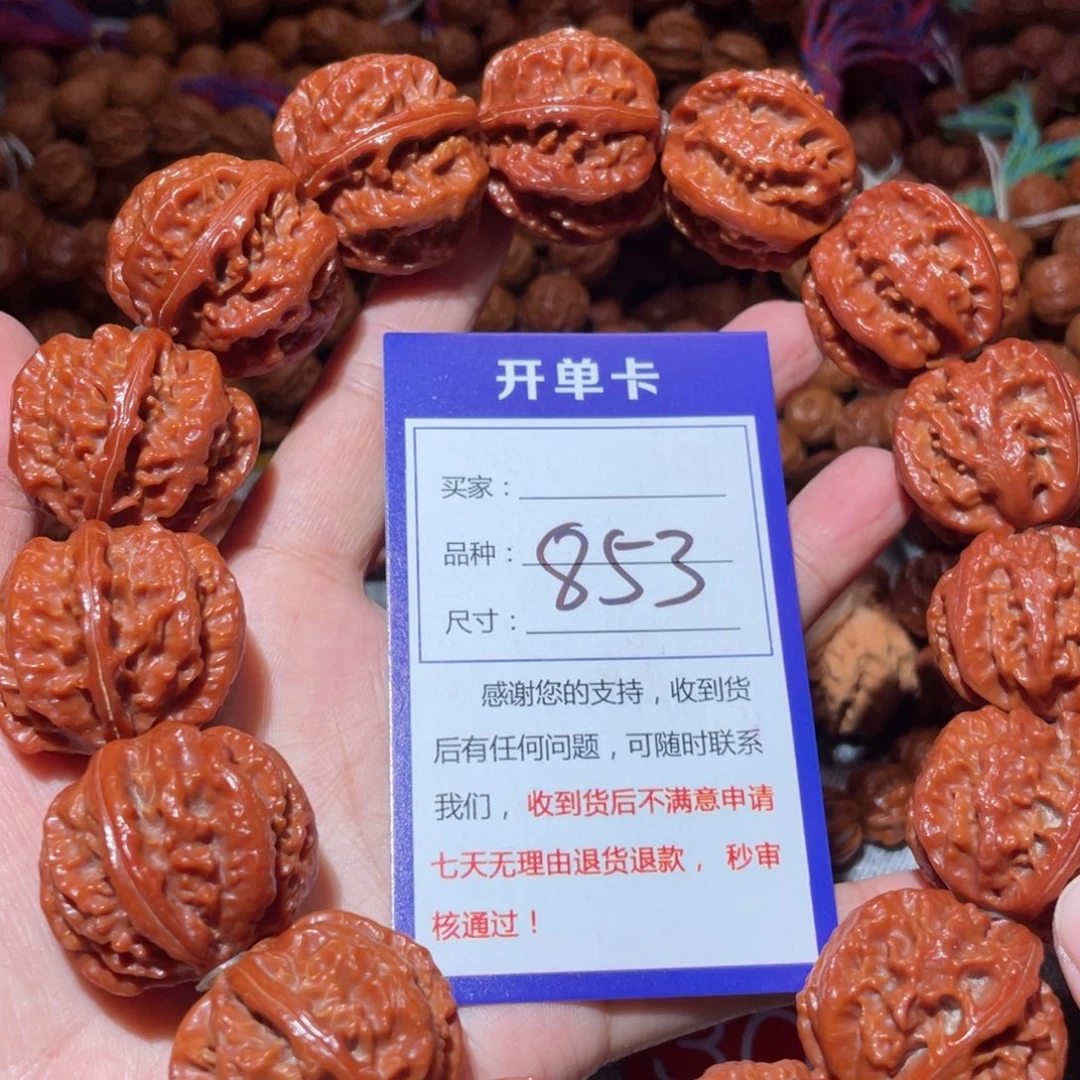 开单卡
买家：
品种：853
尺寸：
感谢您的支持，收到货
后有任何问题，可随时联系
我们，收到货后不满意申请
七天无理由退货退款，秒审
核通过！